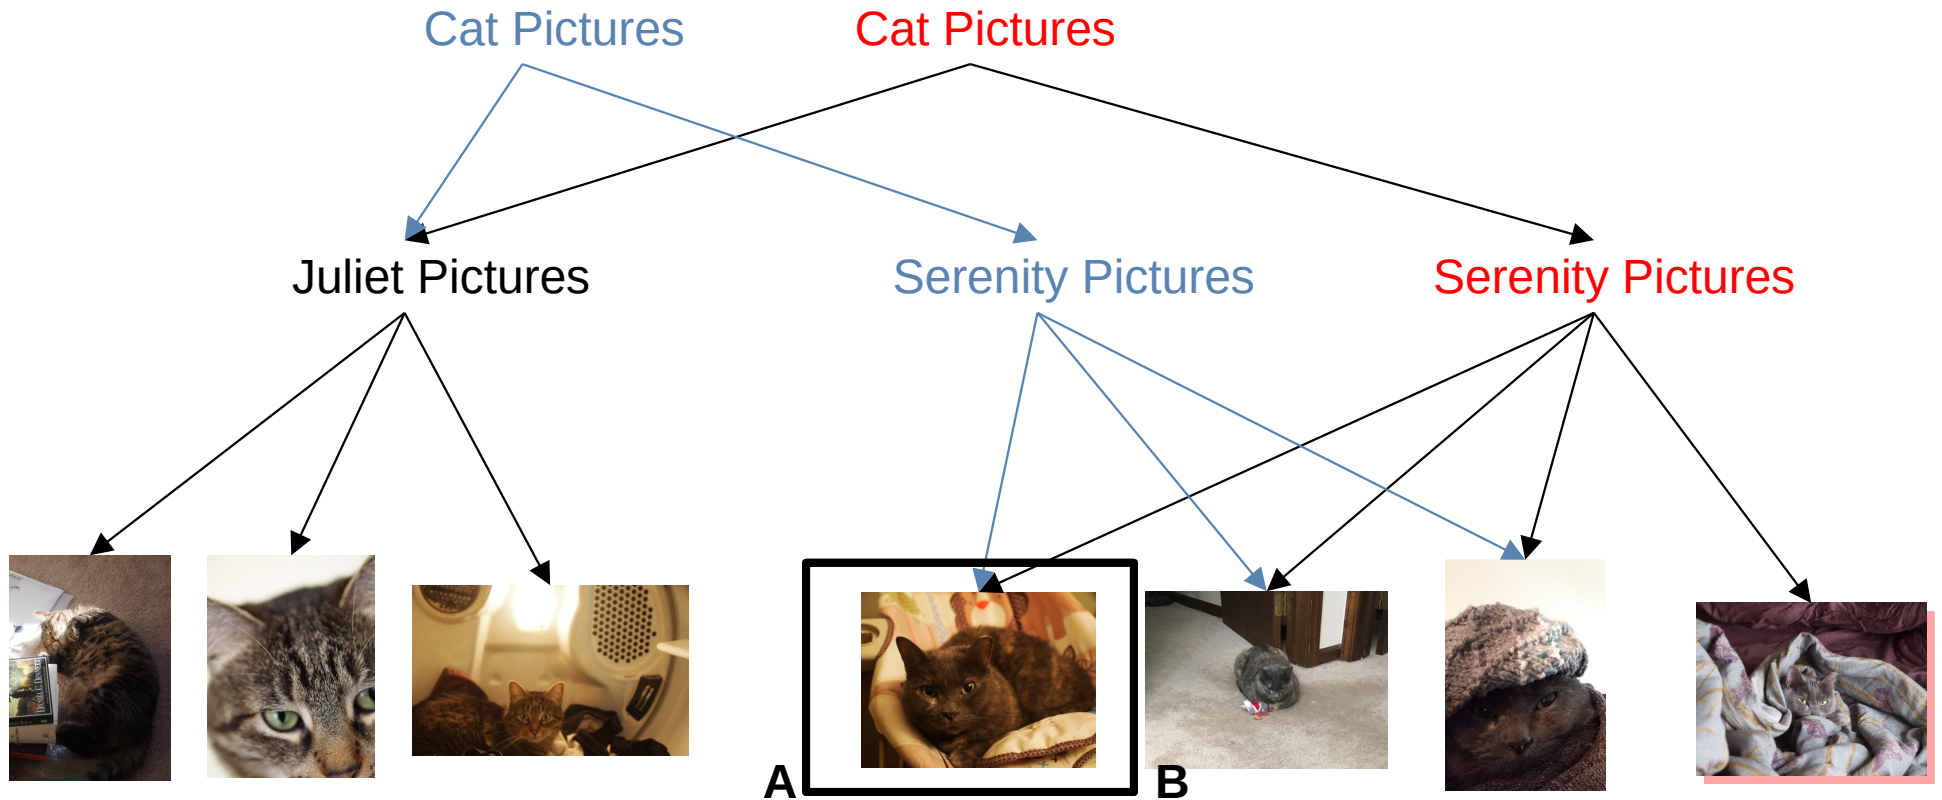 Cat Pictures
Cat Pictures
Juliet Pictures
Serenity Pictures
Serenity Pictures
A
B